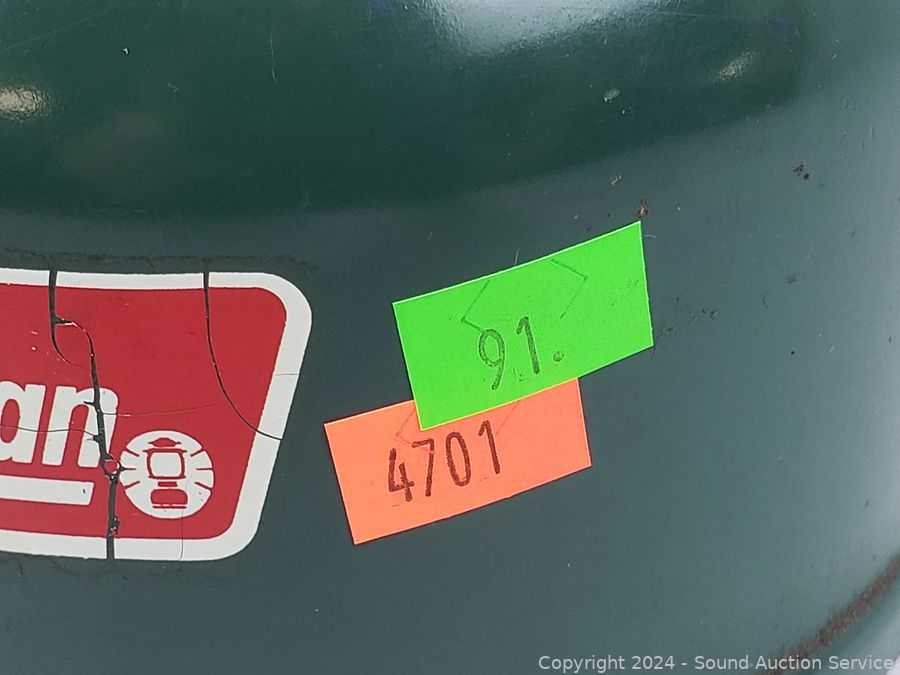 an
91.
4701
Copyright 2024 - Sound Auction Service